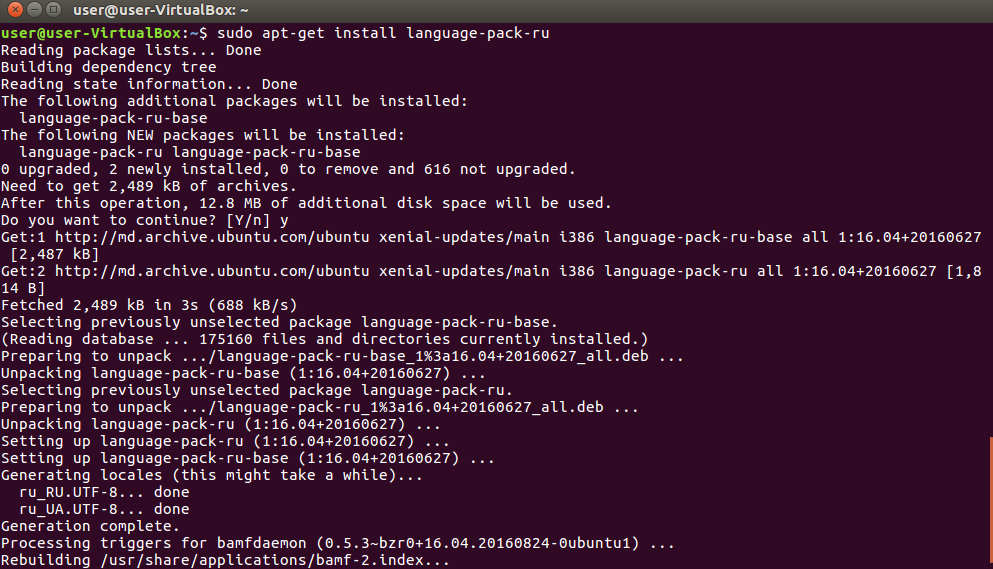 user@user-VirtualBox: ~
user@user-VirtualBox:~$ sudo apt-get install language-pack-ru
Reading package lists... Done
Building dependency tree
Reading state information... Done
The following additional packages will be installed:
  language-pack-ru-base
The following NEW packages will be installed:
  language-pack-ru language-pack-ru-base
0 upgraded, 2 newly installed, 0 to remove and 616 not upgraded.
Need to get 2,489 kB of archives.
After this operation, 12.8 MB of additional disk space will be used.
Do you want to continue? [Y/n] y
Get:1 http://md.archive.ubuntu.com/ubuntu xenial-updates/main i386 language-pack-ru-base all 1:16.04+20160627
 [2,487 kB]
Get:2 http://md.archive.ubuntu.com/ubuntu xenial-updates/main i386 language-pack-ru all 1:16.04+20160627 [1,8
14 B]
Fetched 2,489 kB in 3s (688 kB/s)
Selecting previously unselected package language-pack-ru-base.
(Reading database ... 175160 files and directories currently installed.)
Preparing to unpack .../language-pack-ru-base_1%3a16.04+20160627_all.deb ...
Unpacking language-pack-ru-base (1:16.04+20160627) ...
Selecting previously unselected package language-pack-ru.
Preparing to unpack .../language-pack-ru_1%3a16.04+20160627_all.deb ...
Unpacking language-pack-ru (1:16.04+20160627) ...
Setting up language-pack-ru (1:16.04+20160627) ...
Setting up language-pack-ru-base (1:16.04+20160627) ...
Generating locales (this might take a while)...
  ru_RU.UTF-8... done
  ru_UA.UTF-8... done
Generation complete.
Processing triggers for bamfdaemon (0.5.3~bzr0+16.04.20160824-0ubuntu1) ...
Rebuilding /usr/share/applications/bamf-2.index...